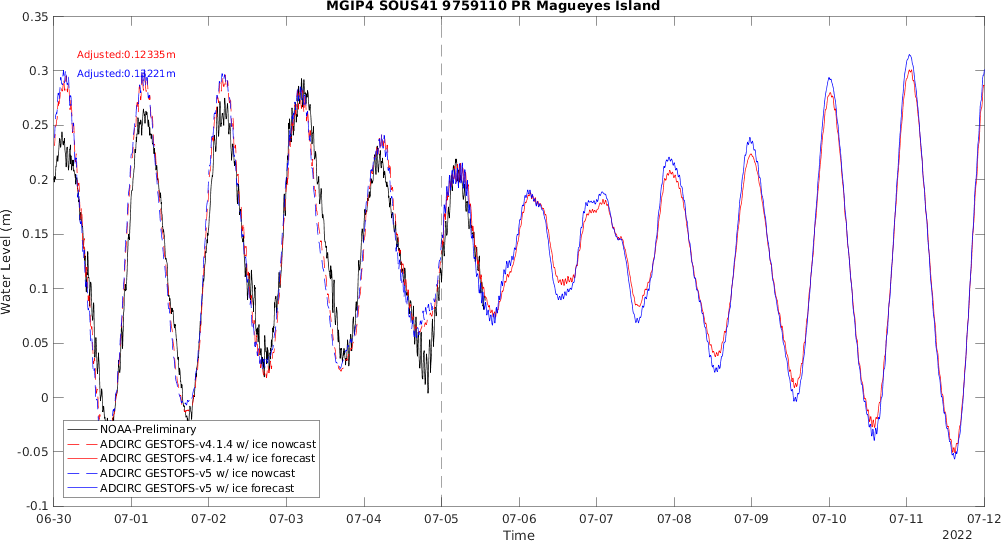 MGIP4 SOUS41 9759110 PR Magueyes Island
0.35
Adjusted:0.12335m
0.3
Adjusted:0.13221m
0.25
0.2
0.15
Water Level (m)
0.1
0.05
0
-0.05
-0.1
NOAA-Preliminary
ADCIRC GESTOFS-v4.1.4 w/ ice nowcast
ADCIRC GESTOFS-v4.1.4 w/ ice forecast
ADCIRC GESTOFS-v5 w/ ice nowcast
ADCIRC GESTOFS-v5 w/ ice forecast
06-30 07-01 07-02 07-03 07-04 07-05 07-06 07-07 07-08 07-09 07-10 07-11 07-12
Time
2022